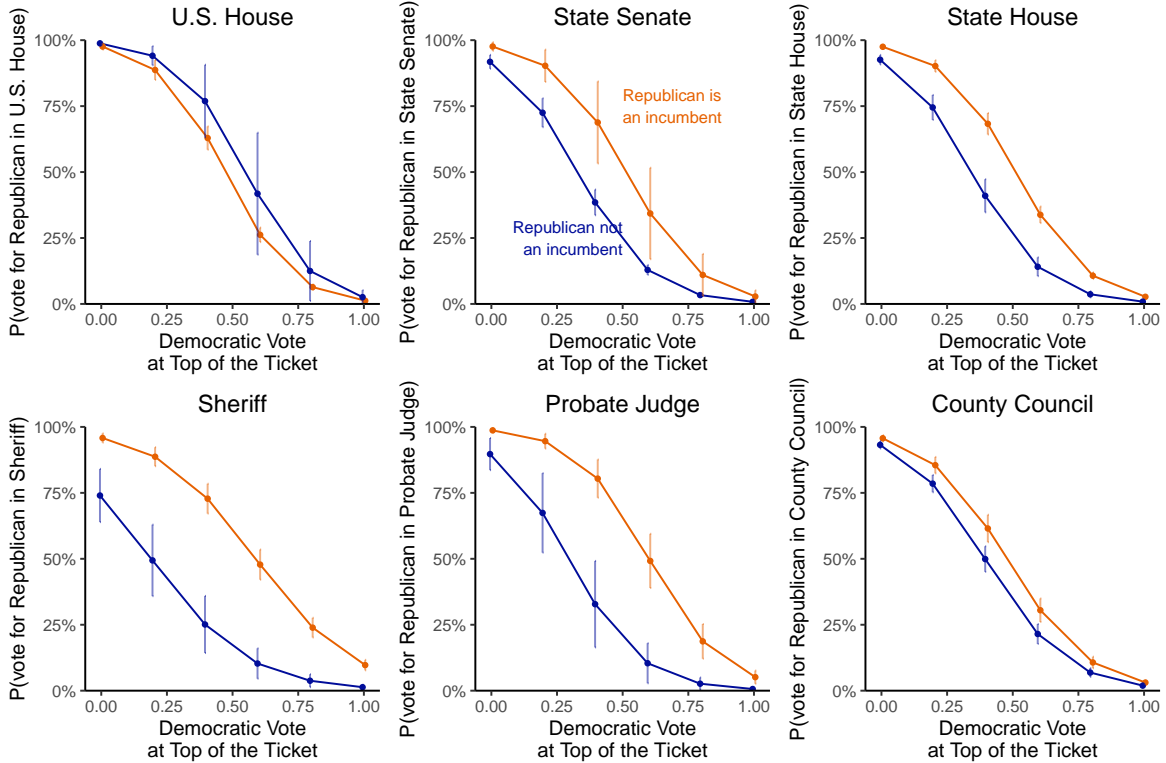 U.S. House
State Senate
State House
P(vote for Republican in U.S. House)
100%
75%
50%
25%
0%
0.00 0.25 0.50 0.75 1.00
Democratic Vote
at Top of the Ticket
P(vote for Republican in State Senate)
100%
75%
50%
25%
0%
Republican is
an incumbent
Republican not
an incumbent
0.00 0.25 0.50 0.75 1.00
Democratic Vote
at Top of the Ticket
P(vote for Republican in State House)
100%
75%
50%
25%
0%
0.00 0.25 0.50 0.75 1.00
Democratic Vote
at Top of the Ticket
Sheriff
Probate Judge
County Council
P(vote for Republican in Sheriff)
100%
75%
50%
25%
0%
0.00 0.25 0.50 0.75 1.00
Democratic Vote
at Top of the Ticket
P(vote for Republican in Probate Judge)
100%
75%
50%
25%
0%
0.00 0.25 0.50 0.75 1.00
Democratic Vote
at Top of the Ticket
P(vote for Republican in County Council)
100%
75%
50%
25%
0%
0.00 0.25 0.50 0.75 1.00
Democratic Vote
at Top of the Ticket